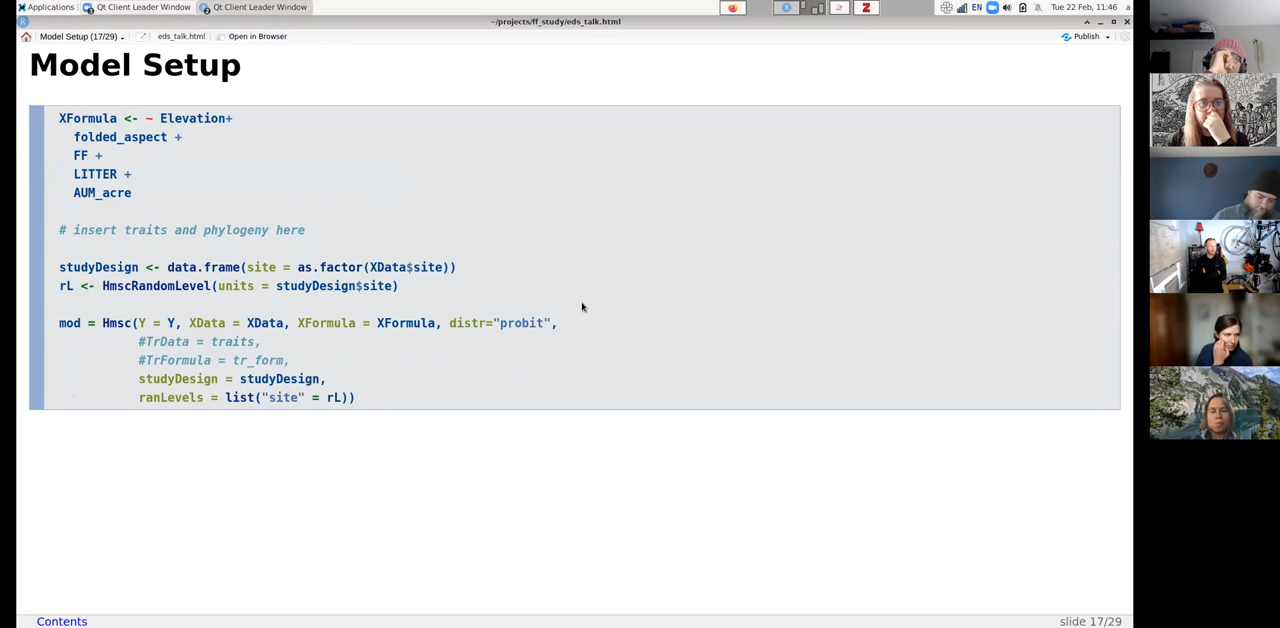 Applications
Qt Client Leader Window
Qt Client Leader Window
EN
Tue 22 Feb, 11:46
a
~/projects/ff_study/eds_talk.html
Model Setup (17/29)
eds_talk.html
Open in Browser
Publish
Model Setup
XFormula <- ~ Elevation+
folded_aspect +
FF +
LITTER +
AUM_acre
# insert traits and phylogeny here
studyDesign <- data.frame(site = as.factor(XData$site))
rL <- HmscRandomLevel(units = studyDesign$site)
mod = Hmsc(Y = Y, XData = XData, XFormula = XFormula, distr="probit",
#TrData = traits,
#TrFormula = tr_form,
studyDesign = studyDesign,
ranLevels = list("site" = rL))
Contents
slide 17/29